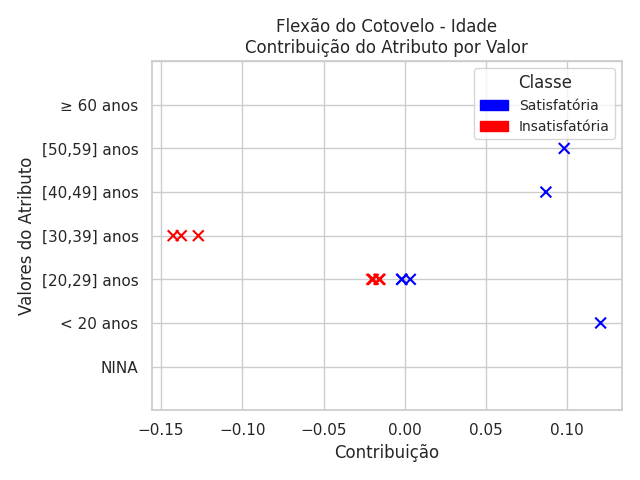 Flexão do Cotovelo - Idade
Contribuição do Atributo por Valor
Classe
Satisfatória
Insatisfatória
Valores do Atributo
≥ 60 anos
[50,59] anos
[40,49] anos
[30,39] anos
[20,29] anos
< 20 anos
NINA
−0.15 −0.10 −0.05 0.00 0.05 0.10
Contribuição